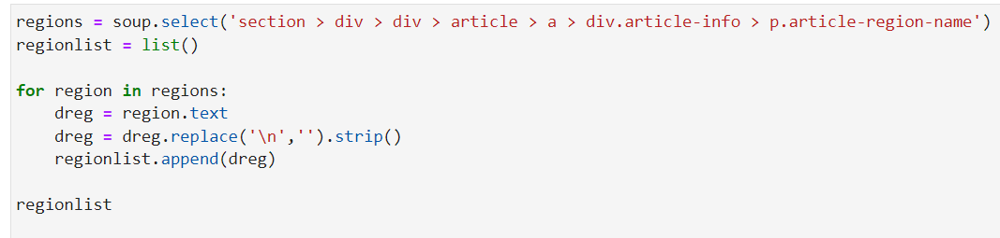 regions = soup.select('section > div > div > article > a > div.article-info > p.article-region-name')
regionlist = list()
for region in regions:
    dreg = region.text
    dreg = dreg.replace('\n','').strip()
    regionlist.append(dreg)
regionlist